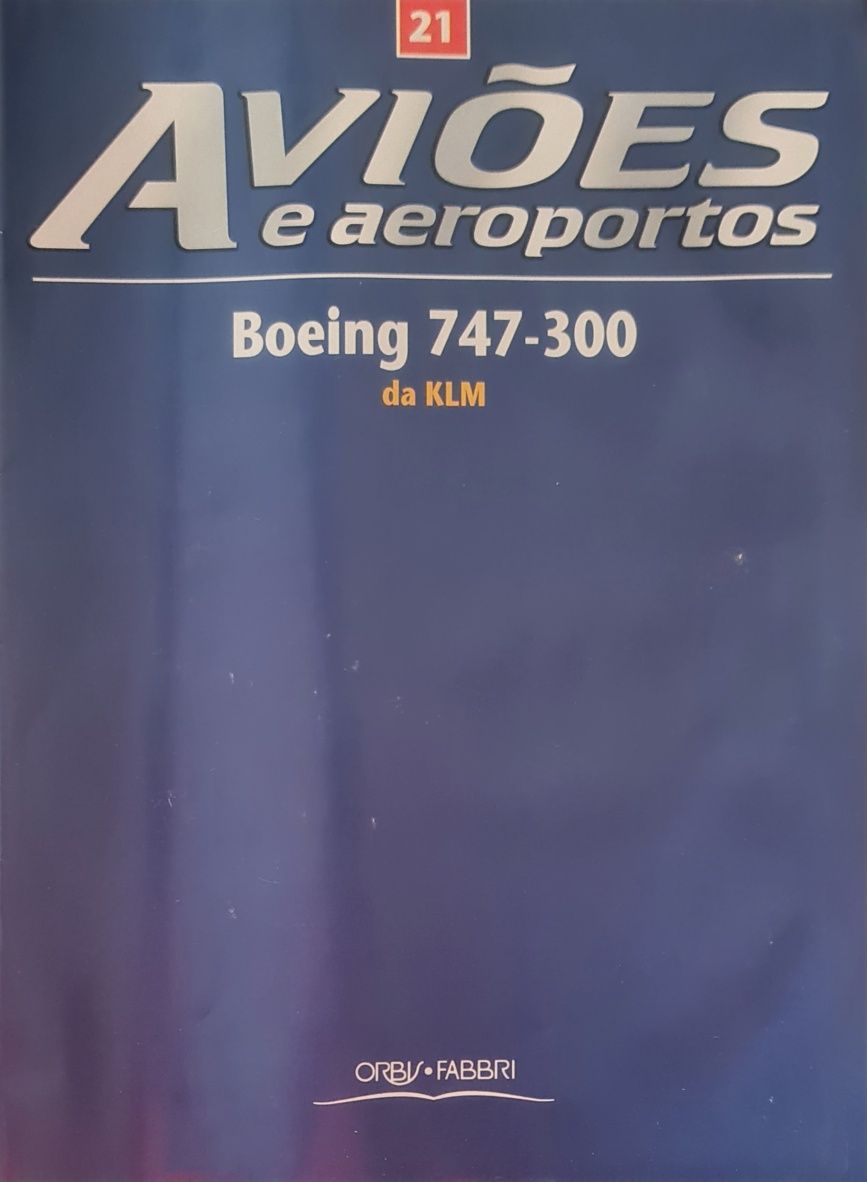 21
AVIÕES
e aeroportos
Boeing 747-300
da KLM
ORBIS•FABBRI